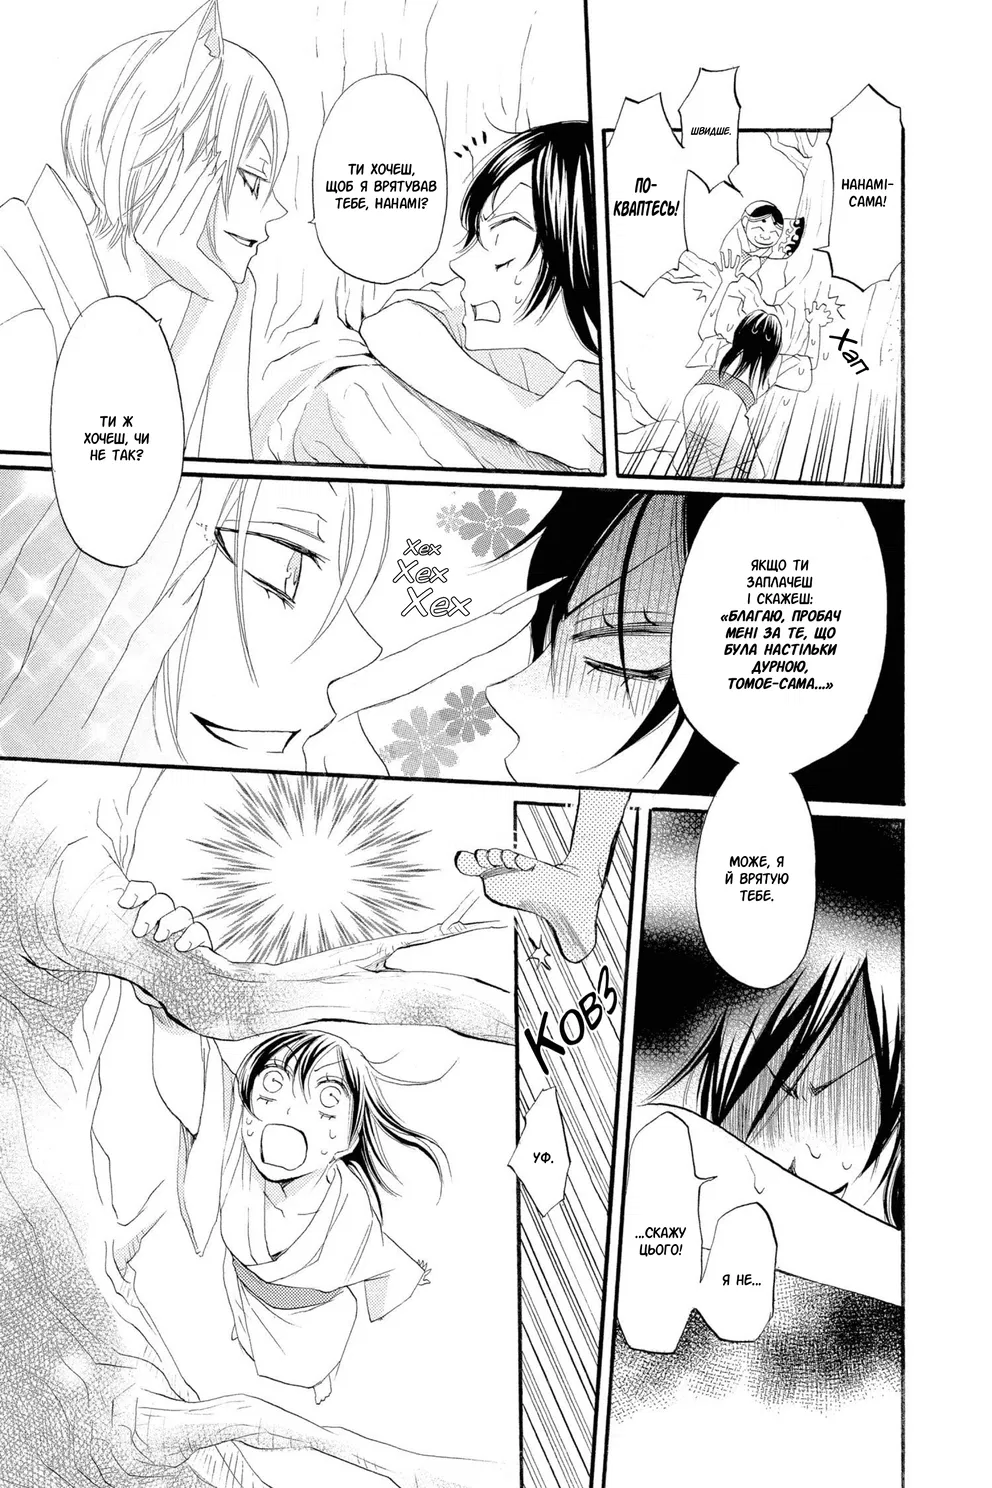 НАНАМІ-
САМА!
ШВИДШЕ.
ПО-
КВАПТЕСЬ!
Хап
ТИ ХОЧЕШ,
ЩОБ Я ВРЯТУВАВ
ТЕБЕ, НАНАМІ?
ТИ Ж
ХОЧЕШ, ЧИ
НЕ ТАК?
ЯКЩО ТИ
ЗАПЛАЧЕШ
І СКАЖЕШ:
«БЛАГАЮ, ПРОБАЧ
МЕНІ ЗА ТЕ, ЩО
БУЛА НАСТІЛЬКИ
ДУРНОЮ,
ТОМОЕ-САМА...»
Хех
Хех
Хех
МОЖЕ, Я
Й ВРЯТУЮ
ТЕБЕ.
Я НЕ...
...СКАЖУ
ЦЬОГО!
КОВЗ
УФ.